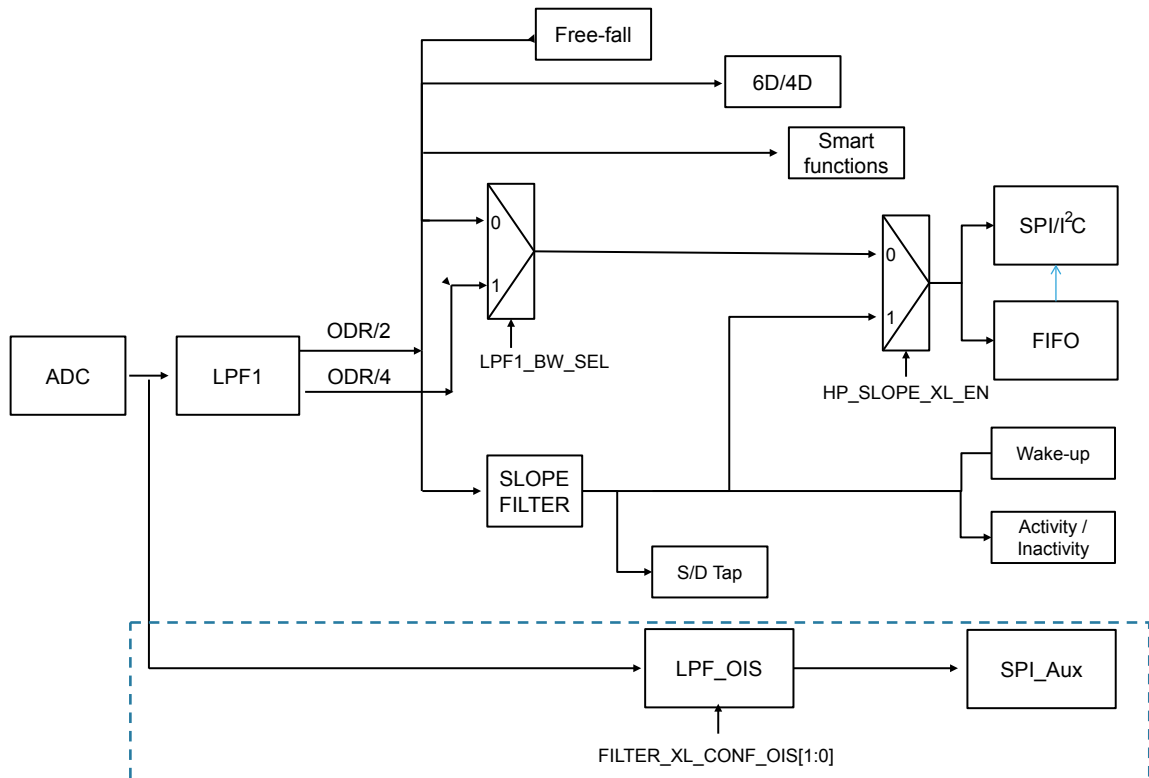 Free-fall
6D/4D
Smart
functions
0
1
LPF1_BW_SEL
0
1
HP_SLOPE_XL_EN
SPI/I²C
FIFO
ADC
LPF1
ODR/2
ODR/4
SLOPE
FILTER
Wake-up
Activity /
Inactivity
S/D Tap
LPF_OIS
SPI_Aux
FILTER_XL_CONF_OIS[1:0]